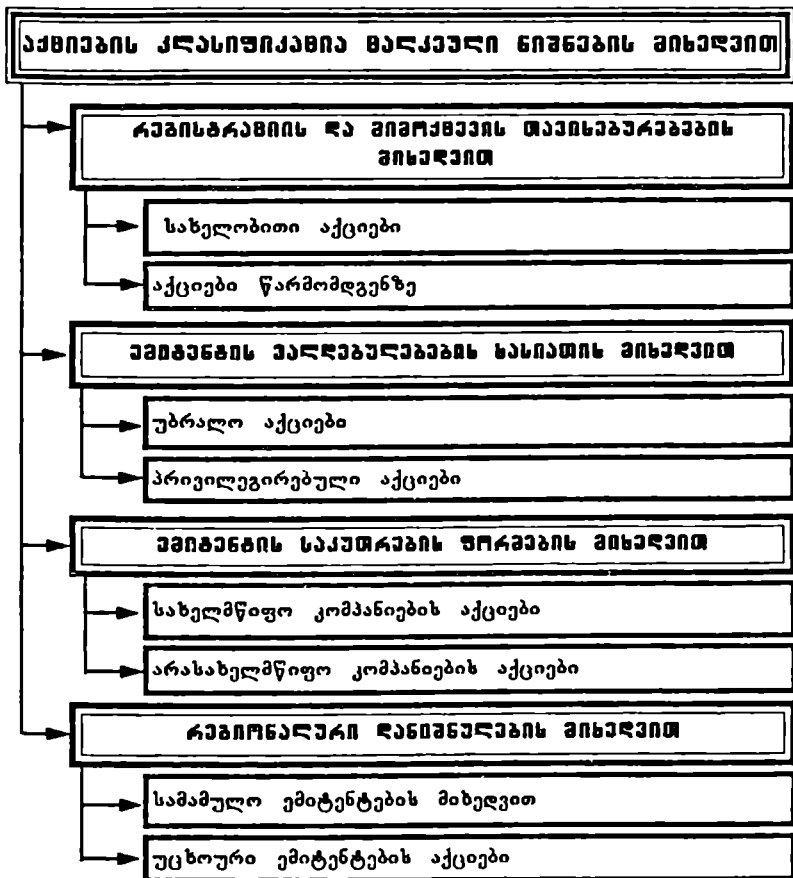 აქციების კლასიფიკაცია ცალკეული ნიშნების მიხედვით
რეგისტრაციის და მიმოქცევის თავისებურებების
მიხედვით
სახელობითი აქციები
აქციები წარმომდგენზე
ემიტენტის ვალდებულებების ხასიათის მიხედვით
უბრალო აქციები
პრივილეგირებული აქციები
ემიტენტის საკუთრების ფორმების მიხედვით
სახელმწიფო კომპანიების აქციები
არასახელმწიფო კომპანიების აქციები
რეგიონალური დანიშნულების მიხედვით
სამამულო ემიტენტების მიხედვით
უცხოური ემიტენტების აქციები